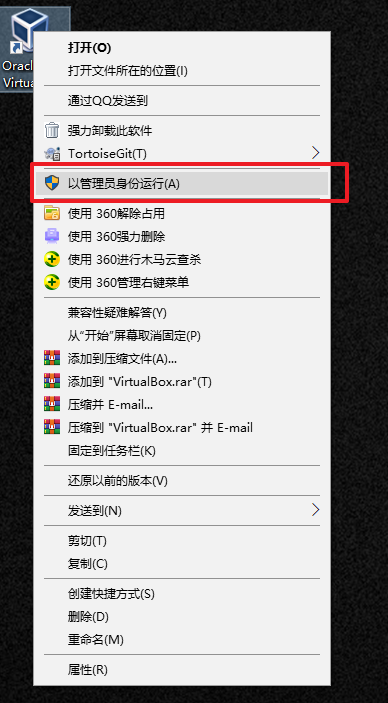 Oracle
Virtua
打开(O)
打开文件所在的位置(I)
通过QQ发送到
强力卸载此软件
TortoiseGit(T)
以管理员身份运行(A)
使用 360解除占用
使用 360强力删除
使用 360进行木马云查杀
使用 360管理右键菜单
兼容性疑难解答(Y)
从“开始”屏幕取消固定(P)
添加到压缩文件(A)...
添加到 "VirtualBox.rar"(T)
压缩并 E-mail...
压缩到 "VirtualBox.rar" 并 E-mail
固定到任务栏(K)
还原以前的版本(V)
发送到(N)
剪切(T)
复制(C)
创建快捷方式(S)
删除(D)
重命名(M)
属性(R)